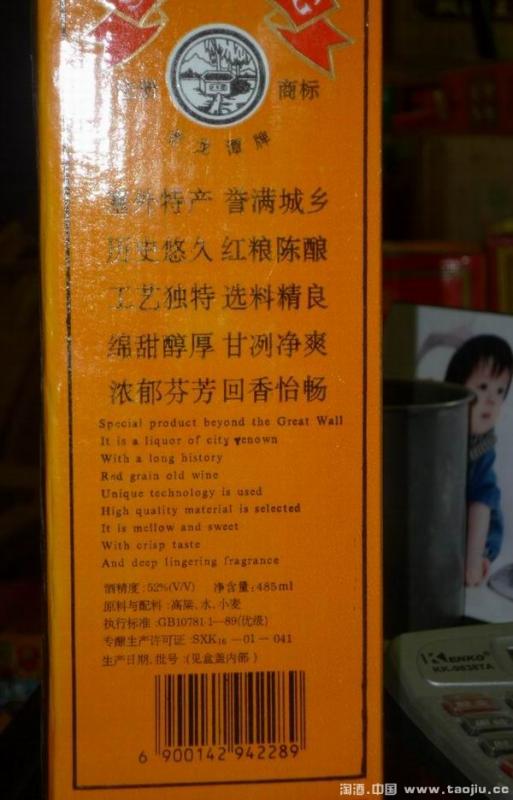 商标
龙潭牌
塞外特产 誉满城乡
历史悠久 红粮陈酿
工艺独特 选料精良
绵甜醇厚 甘冽净爽
浓郁芬芳 回香怡畅
Special product beyond the Great Wall
It is a liquor of city venown
With a long history
Red grain old wine
Unique technology is used
High quality material is selected
It is mellow and sweet
With crisp taste
And deep lingering fragrance
酒精度:52%(V/V) 净含量:485ml
原料与配料:高粱、水、小麦
执行标准:GB10781·1—89(优级)
专酿生产许可证:SXK16—01—041
生产日期、批号:(见盒盖内部)
6 900142 942289
KENKO
KK-9838TA
淘酒.中国 www.taojiu.cc